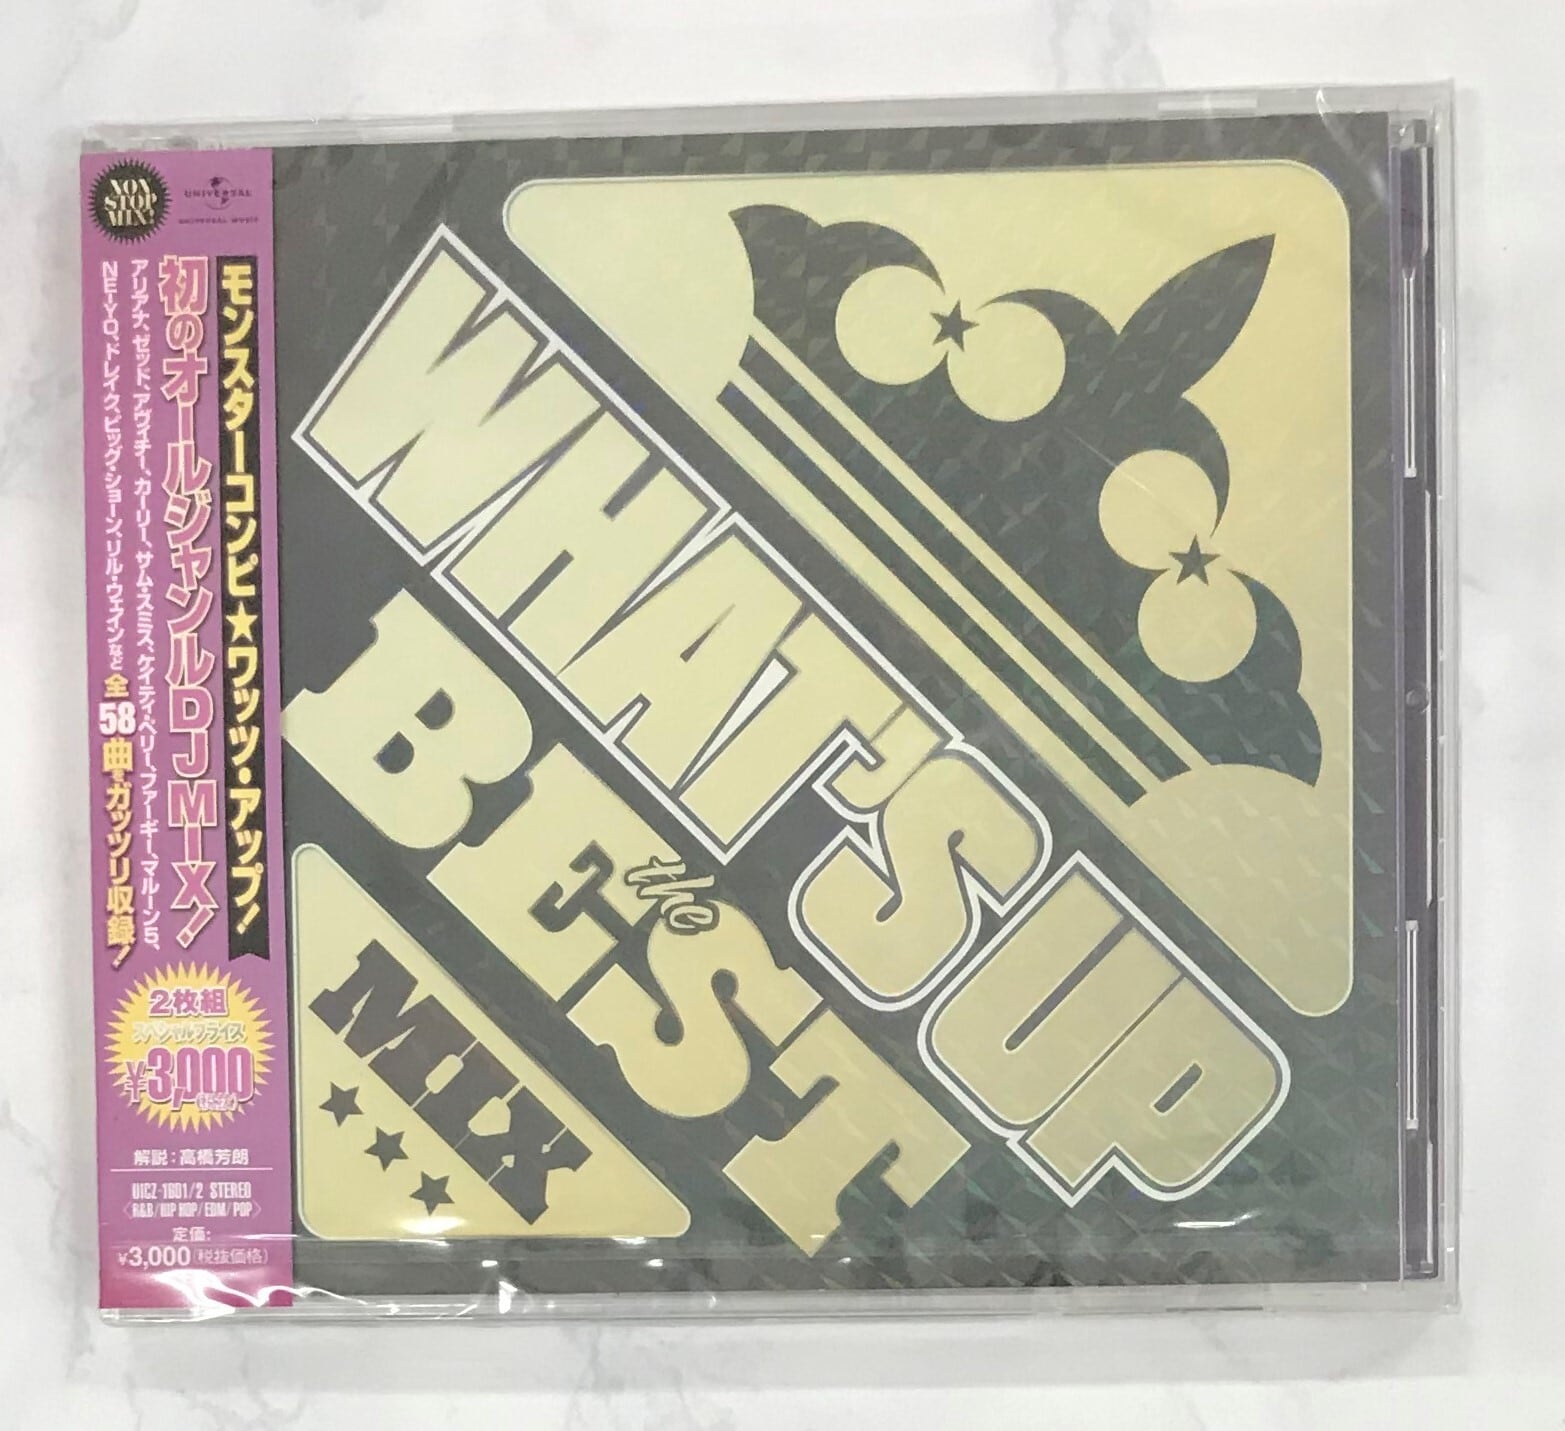 NON
STOP
MIX!
UNIVERSAL
UNIVERSAL MUSIC
モンスターコンピ★ワッツ・アップ!
初のオールジャンルDJ MIX!
アリアナ、ゼッド、アヴィーチー、カーリー、サム・スミス、ケイティ・ペリー、ファーギー、マルーン5、
NE-YO、ドレイク、ビッグ・ショーン、リル・ウェインなど全58曲をガッツリ収録!
2枚組
スペシャルプライス
¥3,000
解説:高橋芳朗
UICZ-1601/2 STEREO
〈R&B/HIP HOP/EDM/POP〉
定価:
¥3,000(税抜価格)
WHAT'S UP
the
BEST
MIX